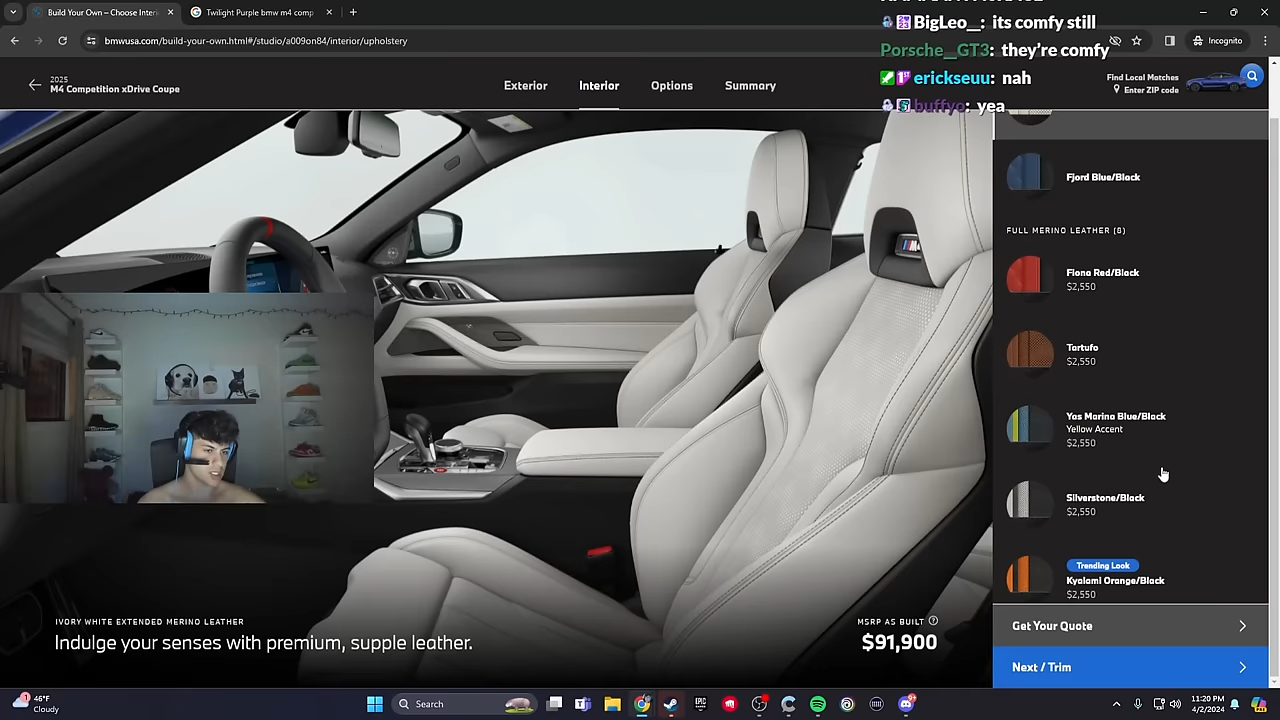 Build Your Own – Choose Interi
Twilight Purple bmw m4 comp
bmwusa.com/build-your-own.html#/studio/a009on84/interior/upholstery
Incognito
BigLeo__: its comfy still
Porsche_GT3: they're comfy
erickseuu: nah
buffyo: yea
2025
M4 Competition xDrive Coupe
Exterior
Interior
Options
Summary
Find Local Matches
Enter ZIP code
Fjord Blue/Black
FULL MERINO LEATHER (8)
Fiona Red/Black
$2,550
Tartufo
$2,550
Yas Marina Blue/Black
Yellow Accent
$2,550
Silverstone/Black
$2,550
Trending Look
Kyalami Orange/Black
$2,550
IVORY WHITE EXTENDED MERINO LEATHER
Indulge your senses with premium, supple leather.
MSRP AS BUILT
$91,900
Get Your Quote
Next / Trim
46°F
Cloudy
Search
11:20 PM
4/2/2024